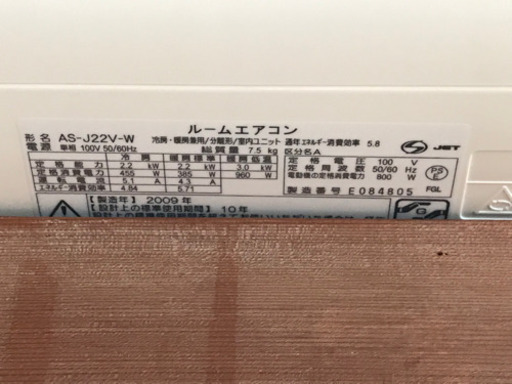 ルームエアコン
形名 AS-J22V-W 冷房・暖房兼用/分離形/室内ユニット 通年エネルギー消費効率 5.8
電源 単相 100V 50/60Hz 総質量 7.5 kg 区分名A
JET
冷房 暖房標準 暖房低温
定格能力 2.2 kW 2.2 kW 3.0 kW
定格消費電力 455 W 385 W 960 W
運転電流 5.1 A 4.3 A
エネルギー消費効率 4.84 5.71
定格電圧 100 V
定格周波数 50/60 Hz
電動機の定格消費電力 800 W
PSE
製造番号 E084805 FGL
【製造年】2009年
【設計上の標準使用期間】10年